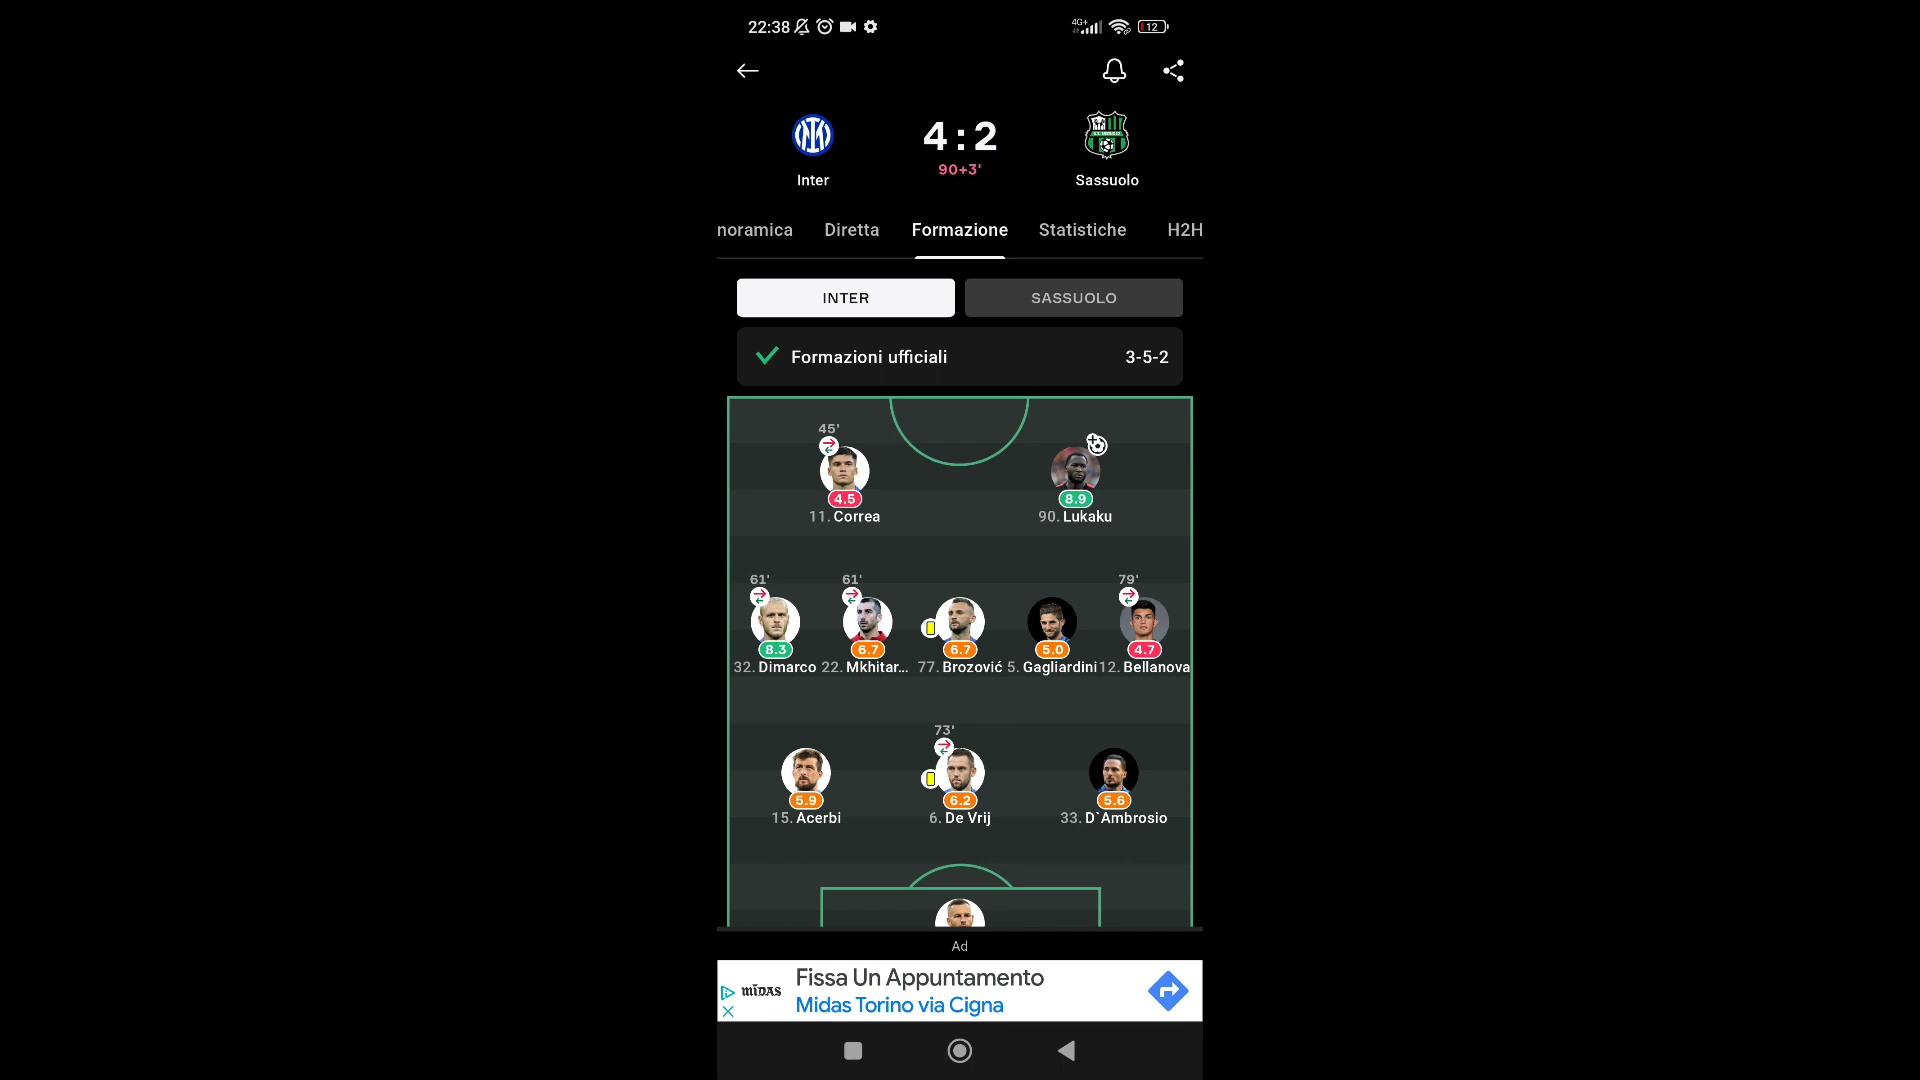 22:38
4G+
12
4:2
90+3'
Inter
Sassuolo
noramica Diretta Formazione Statistiche H2H
INTER SASSUOLO
Formazioni ufficiali 3-5-2
45'
4.5 8.9
11. Correa 90. Lukaku
61' 61' 79'
8.3 6.7 6.7 5.0 4.7
32. Dimarco 22. Mkhitar... 77. Brozović 5. Gagliardini 12. Bellanova
73'
5.9 6.2 5.6
15. Acerbi 6. De Vrij 33. D`Ambrosio
Ad
MIDAS
Fissa Un Appuntamento
Midas Torino via Cigna